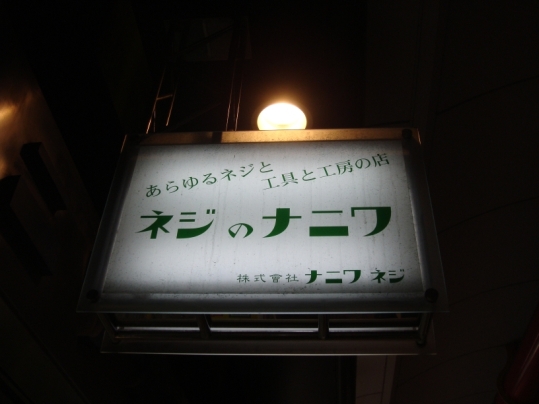 あらゆるネジと
工具と工房の店
ネジのナニワ
株式會社 ナニワ ネジ